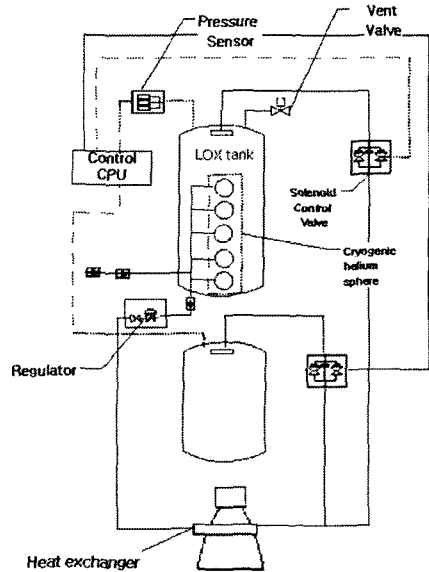 Pressure
Sensor
Vent
Valve
Control
CPU
LOX tank
Solenoid
Control
Valve
Cryogenic
helium
sphere
Regulator
Heat exchanger